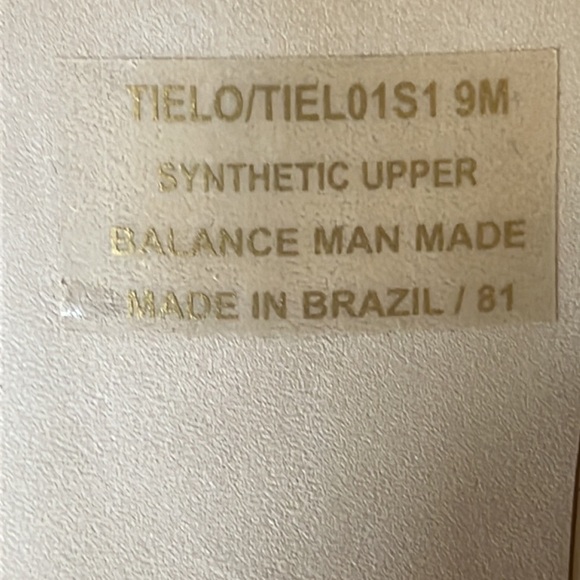 TIELO/TIEL01S1 9M
SYNTHETIC UPPER
BALANCE MAN MADE
MADE IN BRAZIL / 81